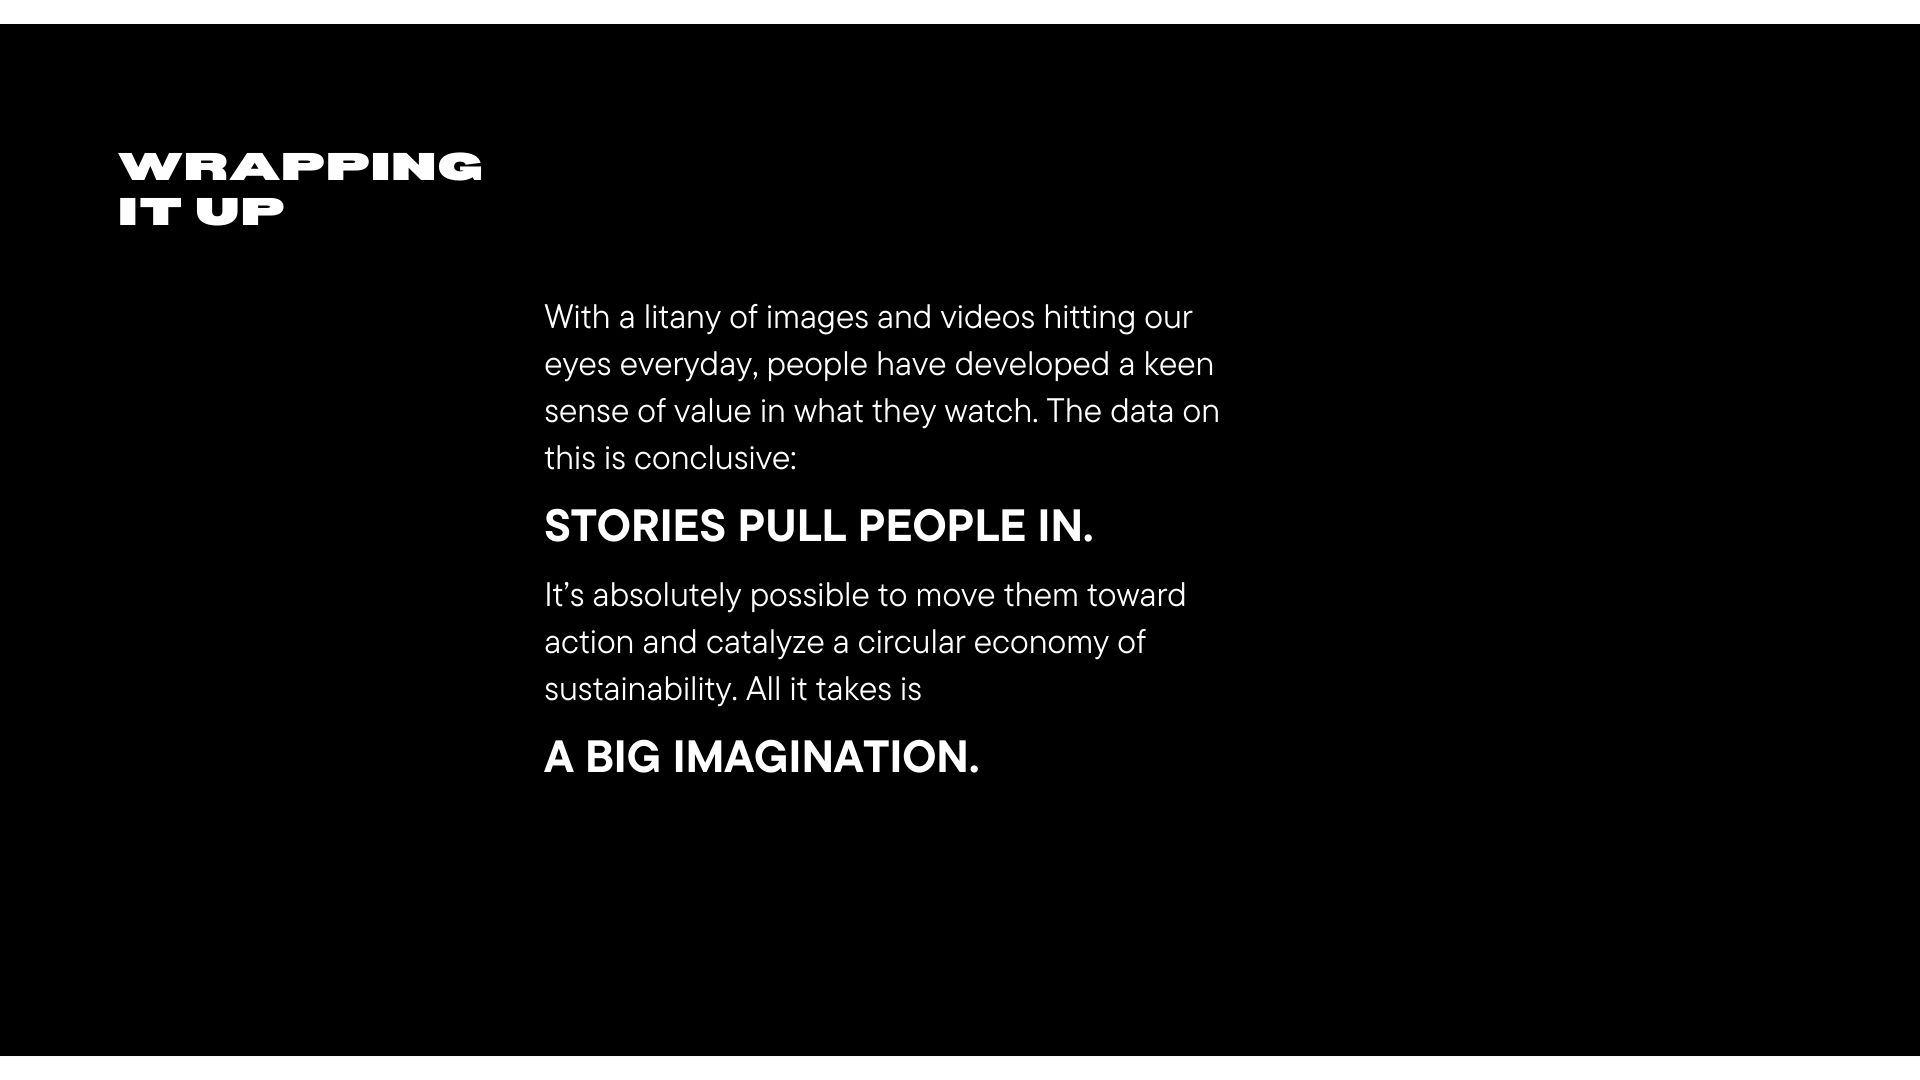 WRAPPING
IT UP
With a litany of images and videos hitting our
eyes everyday, people have developed a keen
sense of value in what they watch. The data on
this is conclusive:
STORIES PULL PEOPLE IN.
It’s absolutely possible to move them toward
action and catalyze a circular economy of
sustainability. All it takes is
A BIG IMAGINATION.